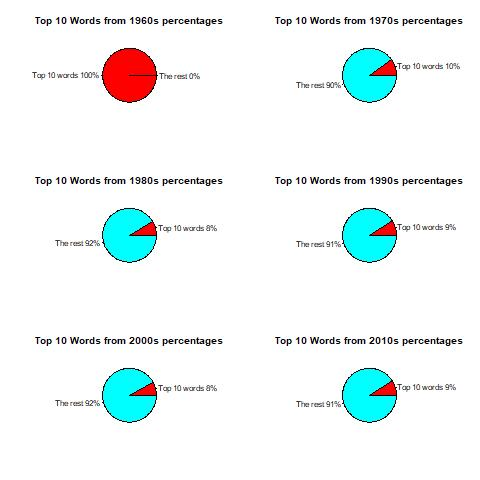 Top 10 Words from 1960s percentages
Top 10 words 100%
The rest 0%
Top 10 Words from 1970s percentages
Top 10 words 10%
The rest 90%
Top 10 Words from 1980s percentages
Top 10 words 8%
The rest 92%
Top 10 Words from 1990s percentages
Top 10 words 9%
The rest 91%
Top 10 Words from 2000s percentages
Top 10 words 8%
The rest 92%
Top 10 Words from 2010s percentages
Top 10 words 9%
The rest 91%